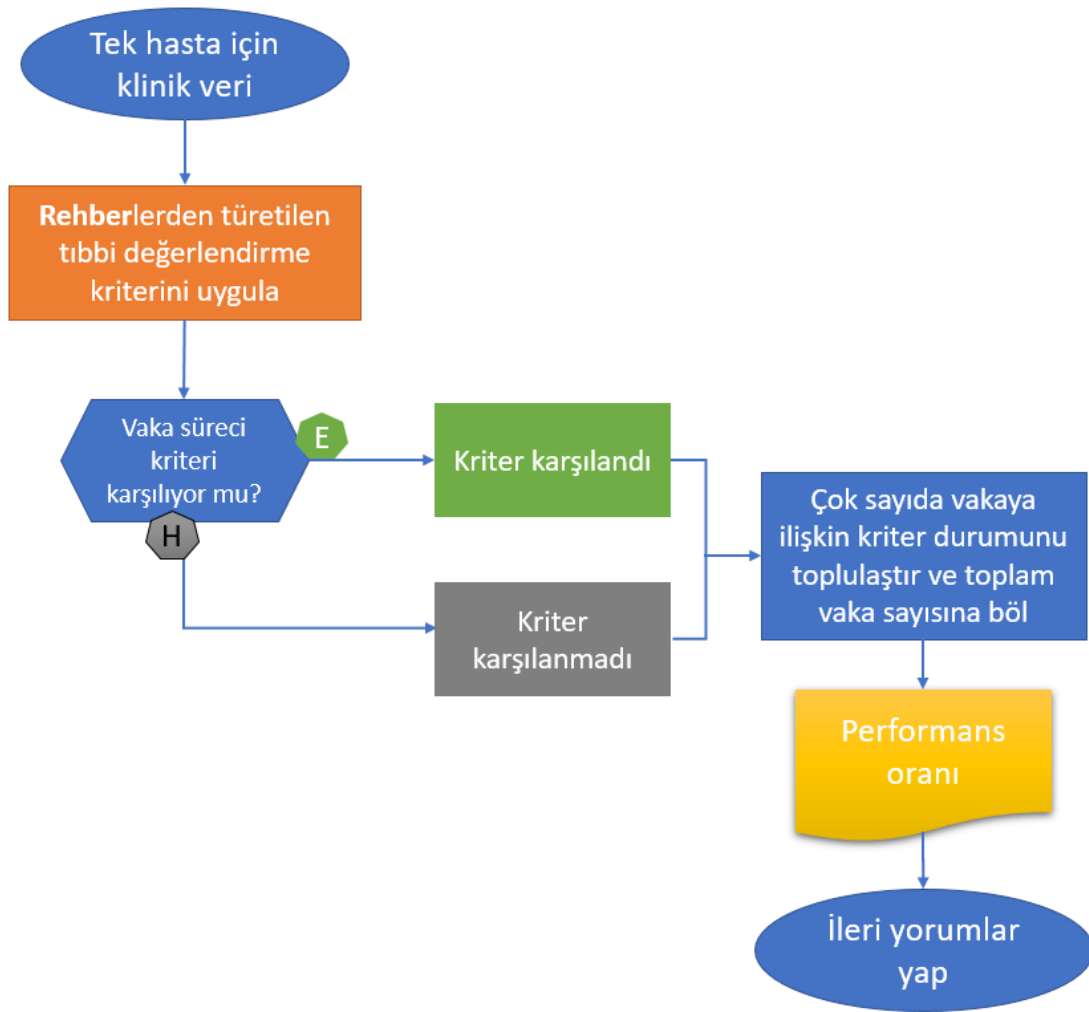 Tek hasta için
klinik veri
Rehberlerden türetilen
tıbbi değerlendirme
kriterini uygula
Vaka süreci
kriteri
karşılıyor mu?
E
H
Kriter karşılandı
Kriter
karşılanmadı
Çok sayıda vakaya
ilişkin kriter durumunu
toplulaştır ve toplam
vaka sayısına böl
Performans
oranı
İleri yorumlar
yap